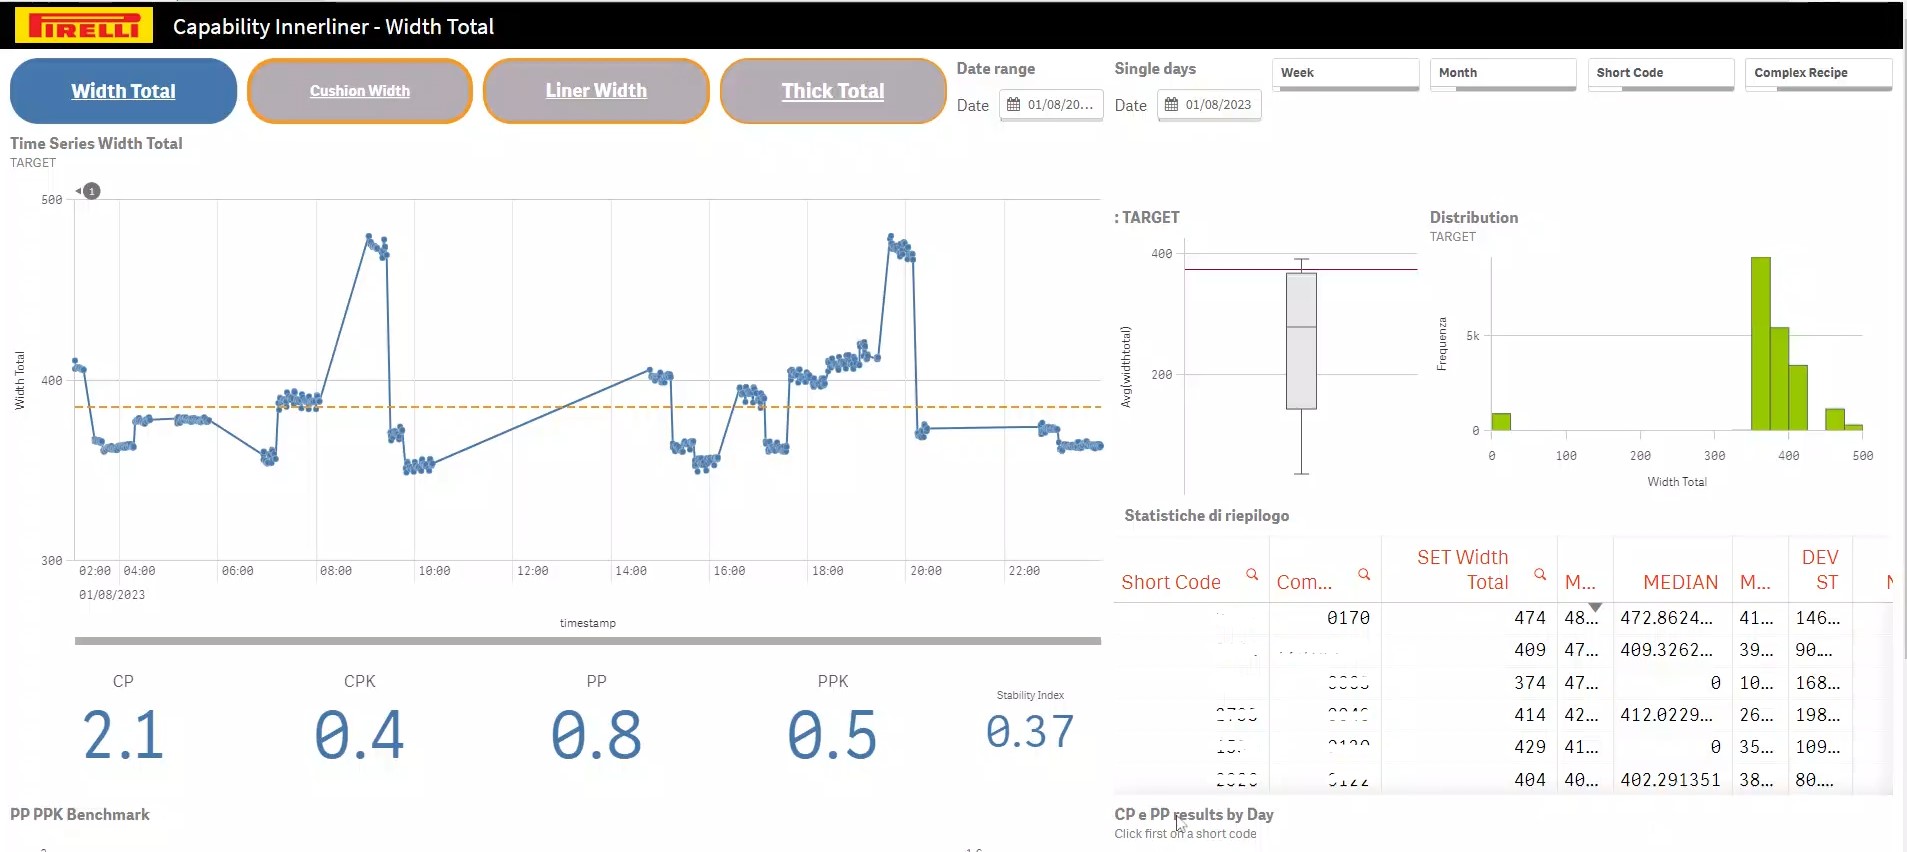 PIRELLI Capability Innerliner - Width Total
Width Total
Cushion Width
Liner Width
Thick Total
Date range
Date 01/08/20...
Single days
Date 01/08/2023
Week
Month
Short Code
Complex Recipe
Time Series Width Total
TARGET
1
500
400
300
Width Total
02:00 04:00 06:00 08:00 10:00 12:00 14:00 16:00 18:00 20:00 22:00
01/08/2023
timestamp
: TARGET
400
200
Avg(widthtotal)
Distribution
TARGET
Frequenza
5k
0
0 100 200 300 400 500
Width Total
Statistiche di riepilogo
Short Code Com... SET Width Total M... MEDIAN M... DEV ST
0170 474 48... 472.8624... 41... 146...
409 47... 409.3262... 39... 90....
374 47... 0 10... 168...
414 42... 412.0229... 26... 198...
429 41... 0 35... 109...
404 40... 402.291351 38... 80....
CP
2.1
CPK
0.4
PP
0.8
PPK
0.5
Stability Index
0.37
PP PPK Benchmark
CP e PP results by Day
Click first on a short code